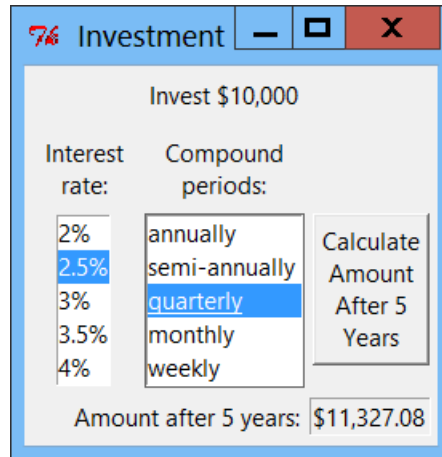 Investment
Invest $10,000
Interest rate:
Compound periods:
2%
2.5%
3%
3.5%
4%
annually
semi-annually
quarterly
monthly
weekly
Calculate
Amount
After 5
Years
Amount after 5 years: $11,327.08